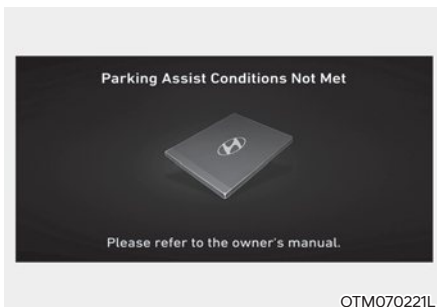 Parking Assist Conditions Not Met
Please refer to the owner's manual.
OTM070221L